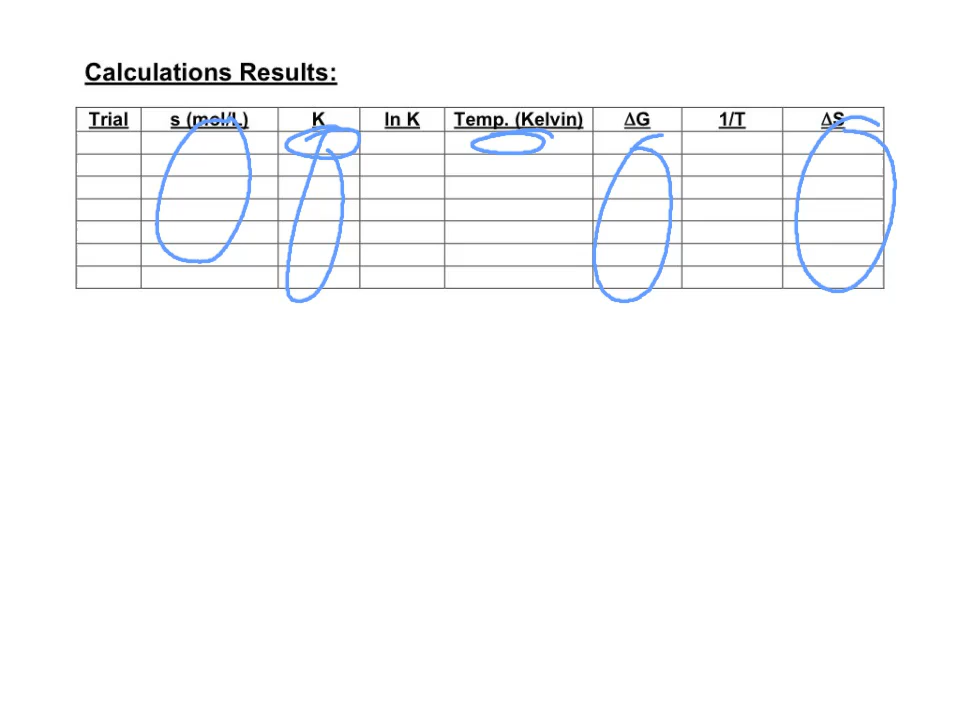 Calculations Results:
Trial s (mol/L) K ln K Temp. (Kelvin) ΔG 1/T ΔS